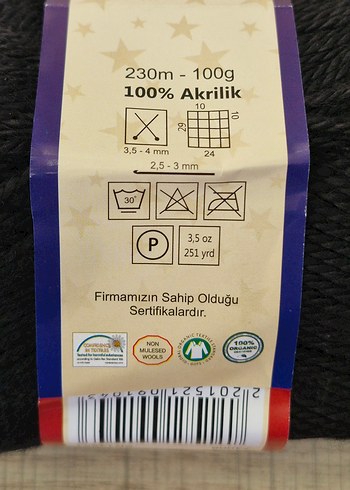 230m - 100g
100% Akrilik
10
10
29
24
3,5 - 4 mm
2,5 - 3 mm
30°
P
3,5 oz
251 yrd
Firmamızın Sahip Olduğu
Sertifikalardır.
NON
MULESED
WOOLS
100%
ORGANIC